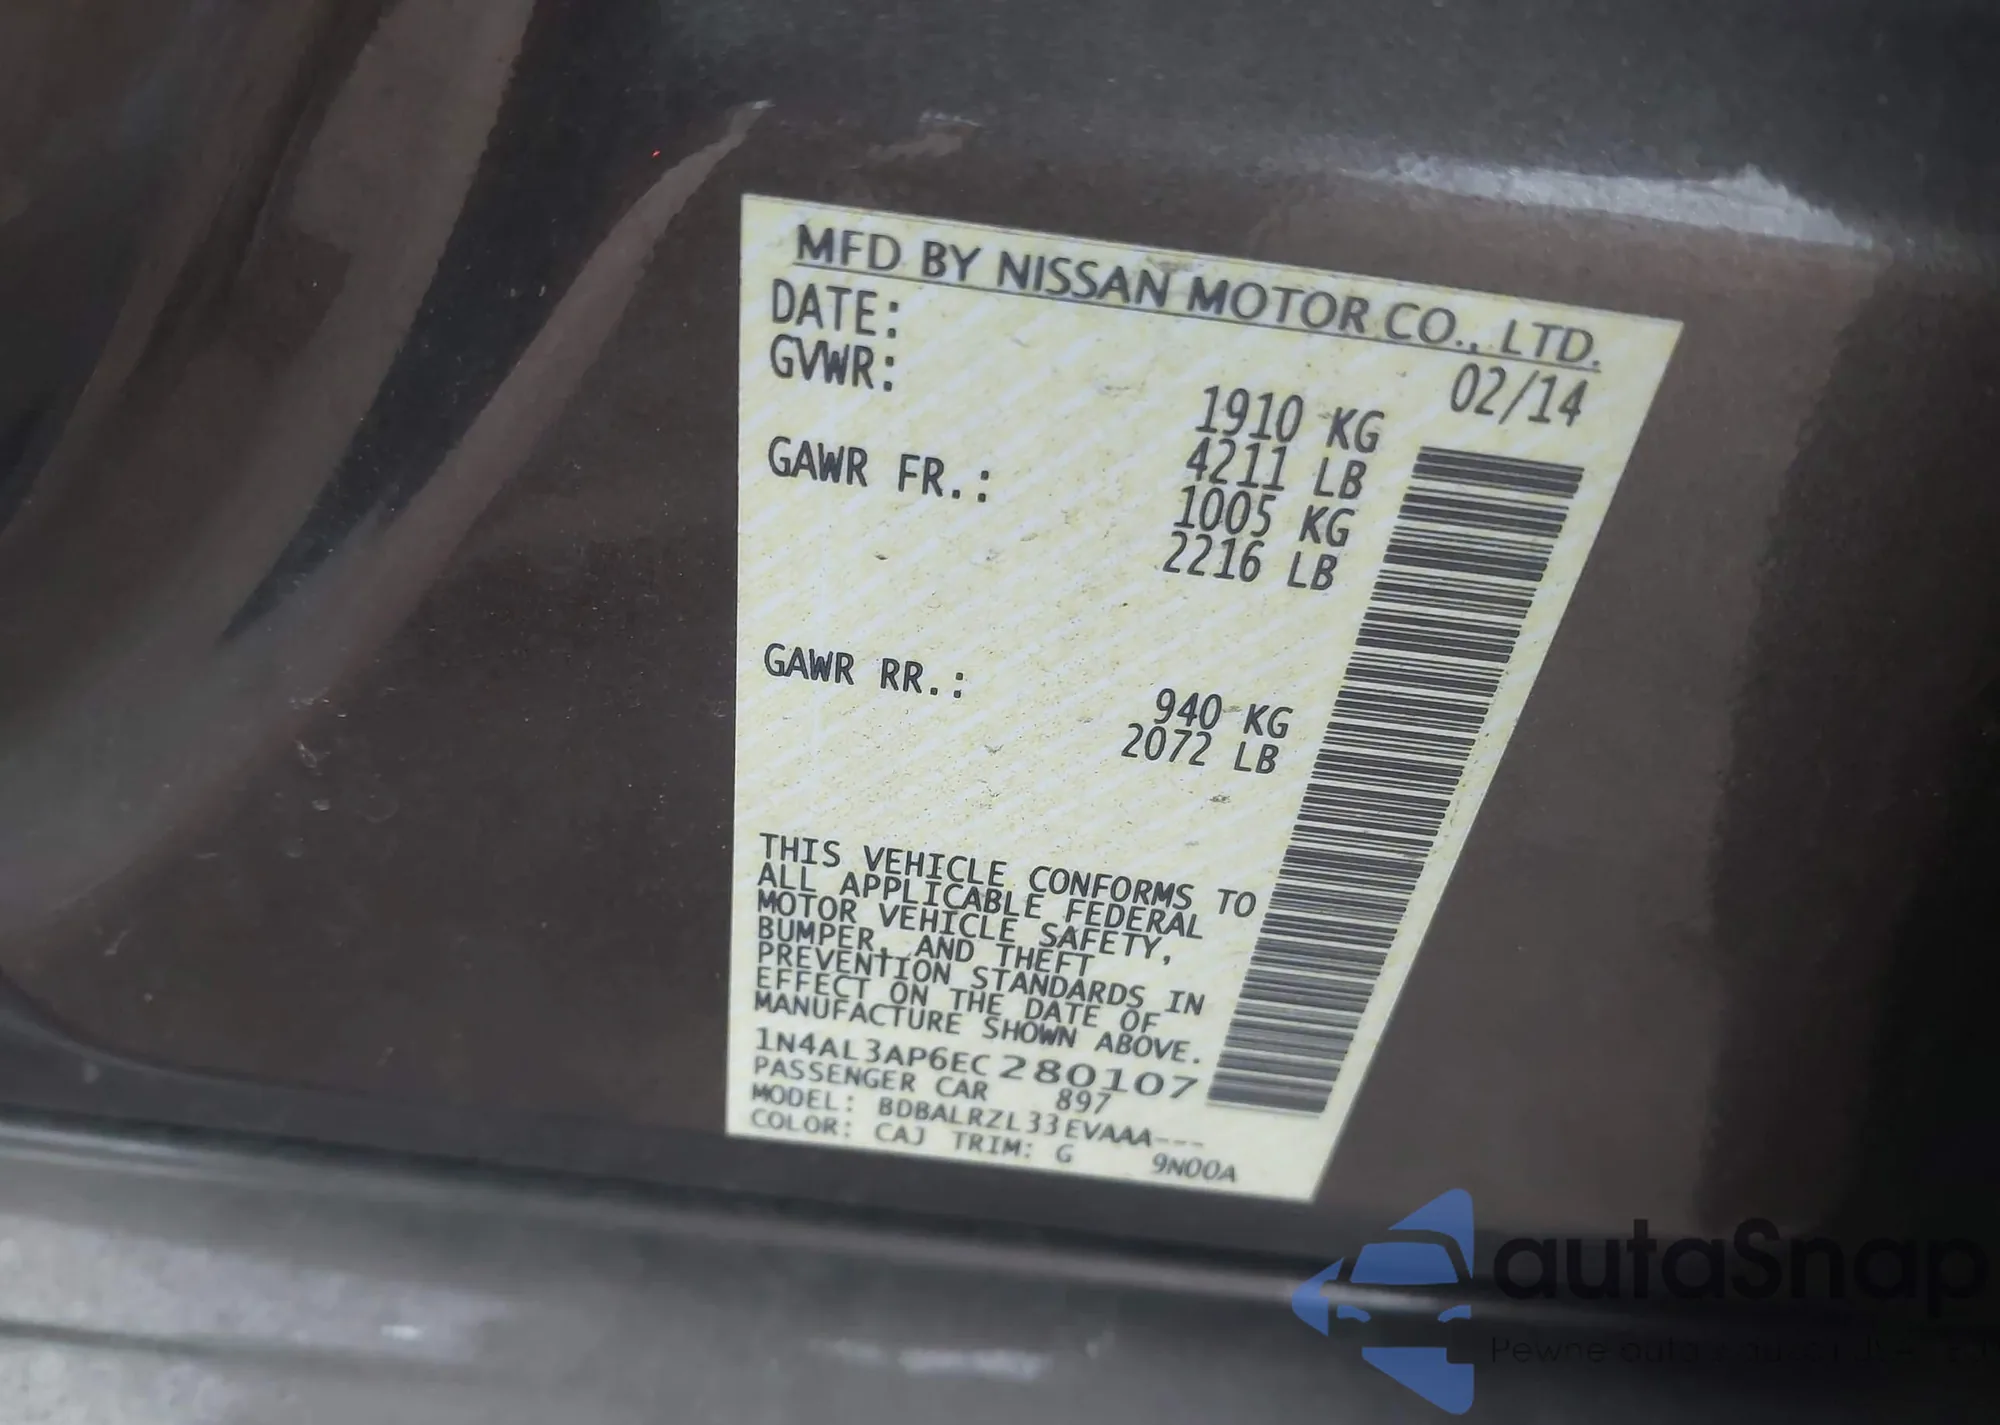 MFD BY NISSAN MOTOR CO., LTD.
DATE: 02/14
GVWR: 1910 KG
4211 LB
GAWR FR.: 1005 KG
2216 LB
GAWR RR.: 940 KG
2072 LB
THIS VEHICLE CONFORMS TO
ALL APPLICABLE FEDERAL
MOTOR VEHICLE SAFETY,
BUMPER, AND THEFT
PREVENTION STANDARDS IN
EFFECT ON THE DATE OF
MANUFACTURE SHOWN ABOVE.
1N4AL3AP6EC280107
PASSENGER CAR 897
MODEL: BDBALRZL33EVAAA---
COLOR: CAJ TRIM: G 9N00A
autaSnap
Pewne auta